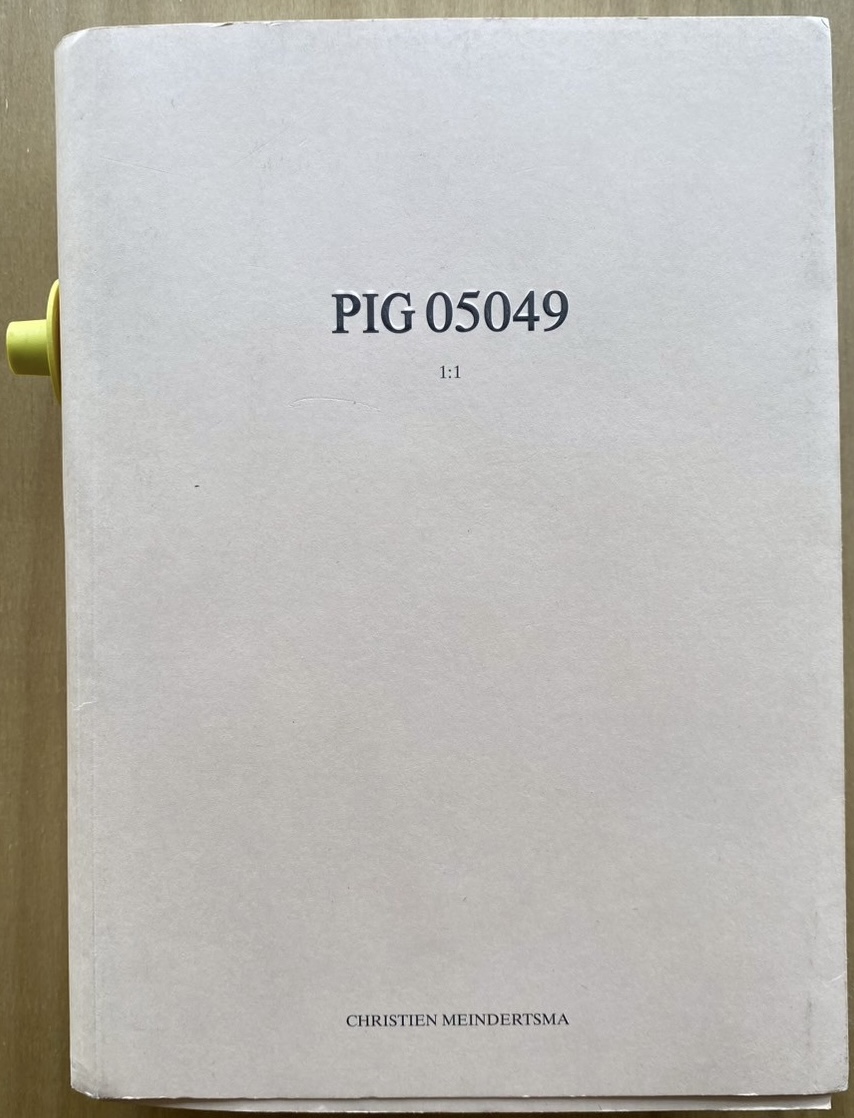 PIG 05049
1:1
CHRISTIEN MEINDERTSMA